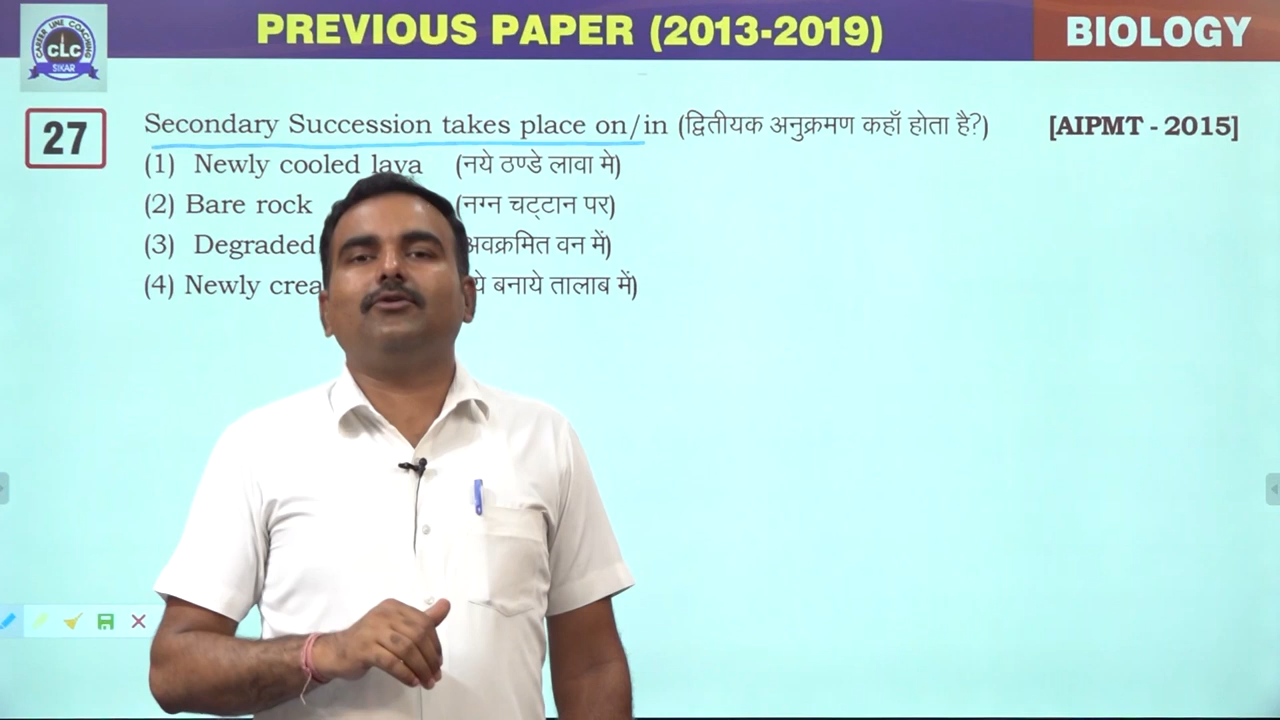 PREVIOUS PAPER (2013-2019)
BIOLOGY
CAREER LINE COACHING
CLC
SIKAR
27
Secondary Succession takes place on/in (द्वितीयक अनुक्रमण कहाँ होता है?) [AIPMT - 2015]
(1) Newly cooled lava (नये ठण्डे लावा मे)
(2) Bare rock (नग्न चट्टान पर)
(3) Degraded अवक्रमित वन में)
(4) Newly बनाये तालाब में)